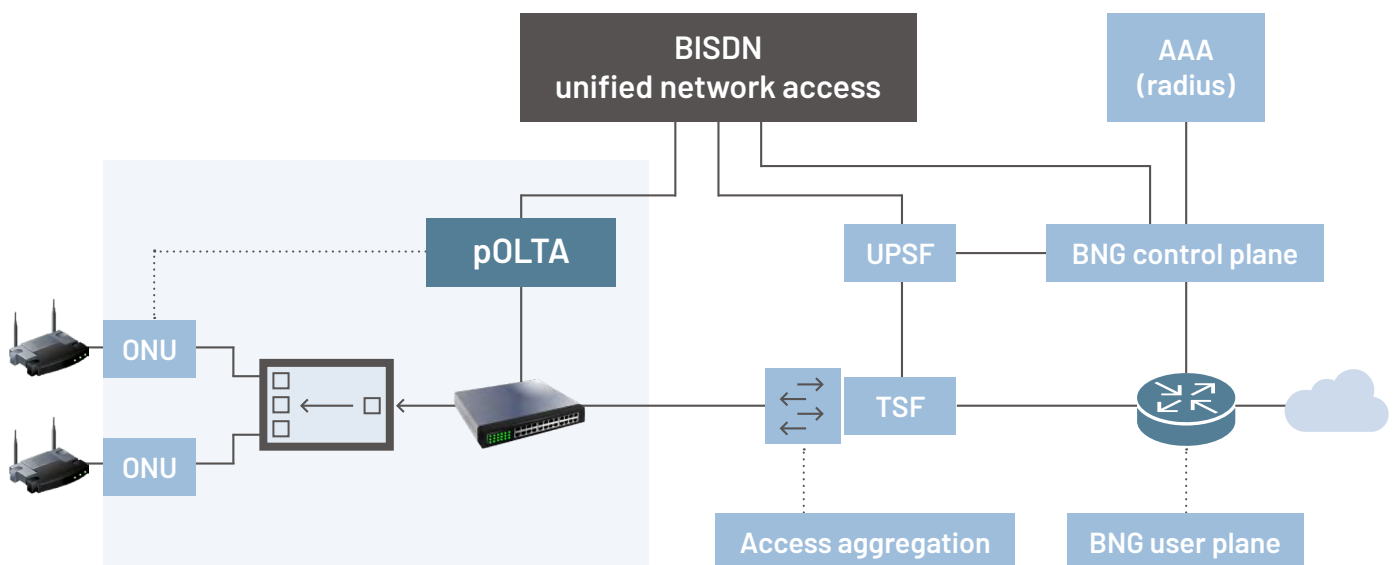 BISDN
unified network access
AAA
(radius)
pOLTA
UPSF
BNG control plane
ONU
TSF
ONU
Access aggregation
BNG user plane